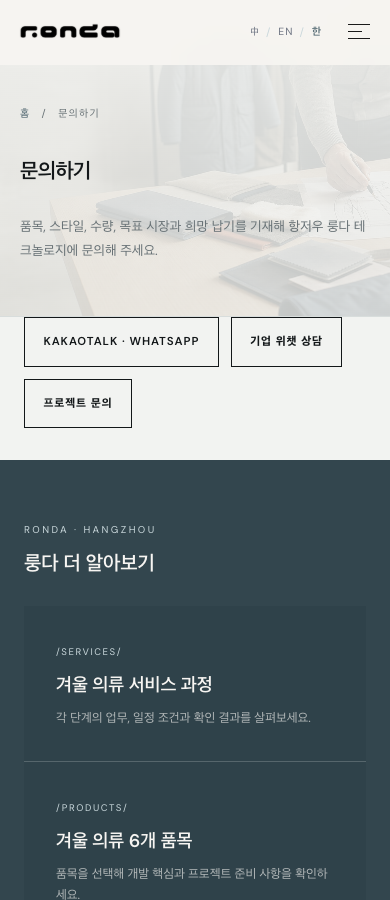 ronda
中 / EN / 한
홈 / 문의하기
문의하기
품목, 스타일, 수량, 목표 시장과 희망 납기를 기재해 항저우 룽다 테
크놀로지에 문의해 주세요.
KAKAOTALK · WHATSAPP
기업 위챗 상담
프로젝트 문의
RONDA · HANGZHOU
룽다 더 알아보기
/SERVICES/
겨울 의류 서비스 과정
각 단계의 업무, 일정 조건과 확인 결과를 살펴보세요.
/PRODUCTS/
겨울 의류 6개 품목
품목을 선택해 개발 핵심과 프로젝트 준비 사항을 확인하
세요.